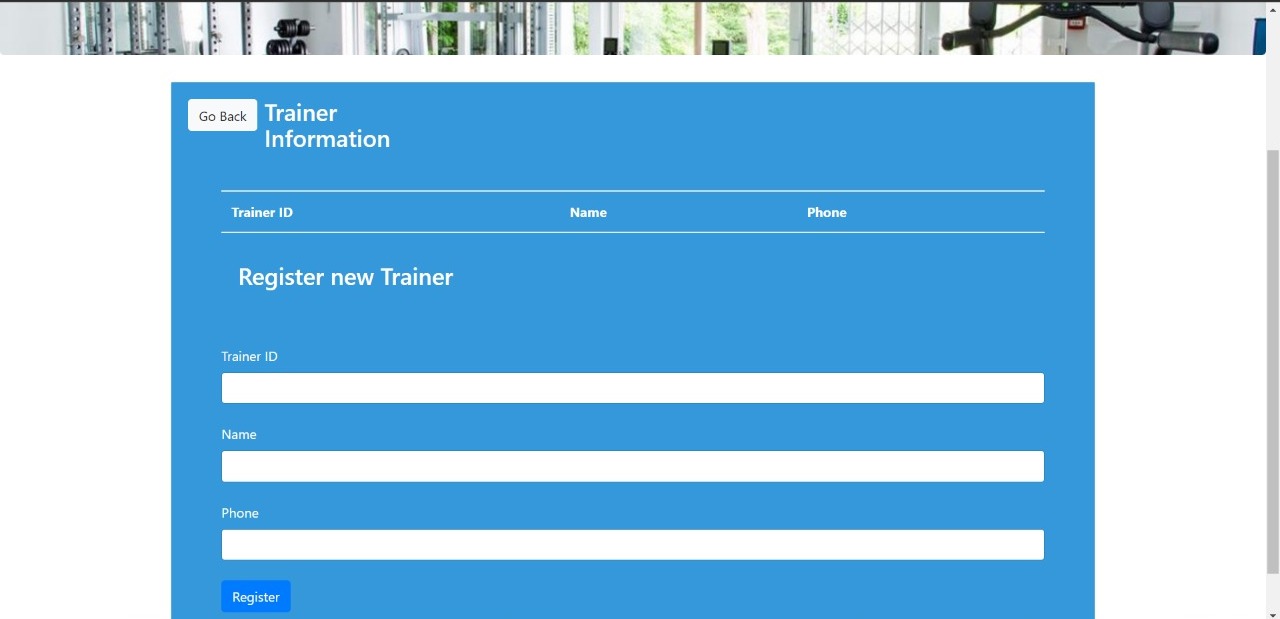 Go Back
Trainer
Information
Trainer ID Name Phone
Register new Trainer
Trainer ID
Name
Phone
Register